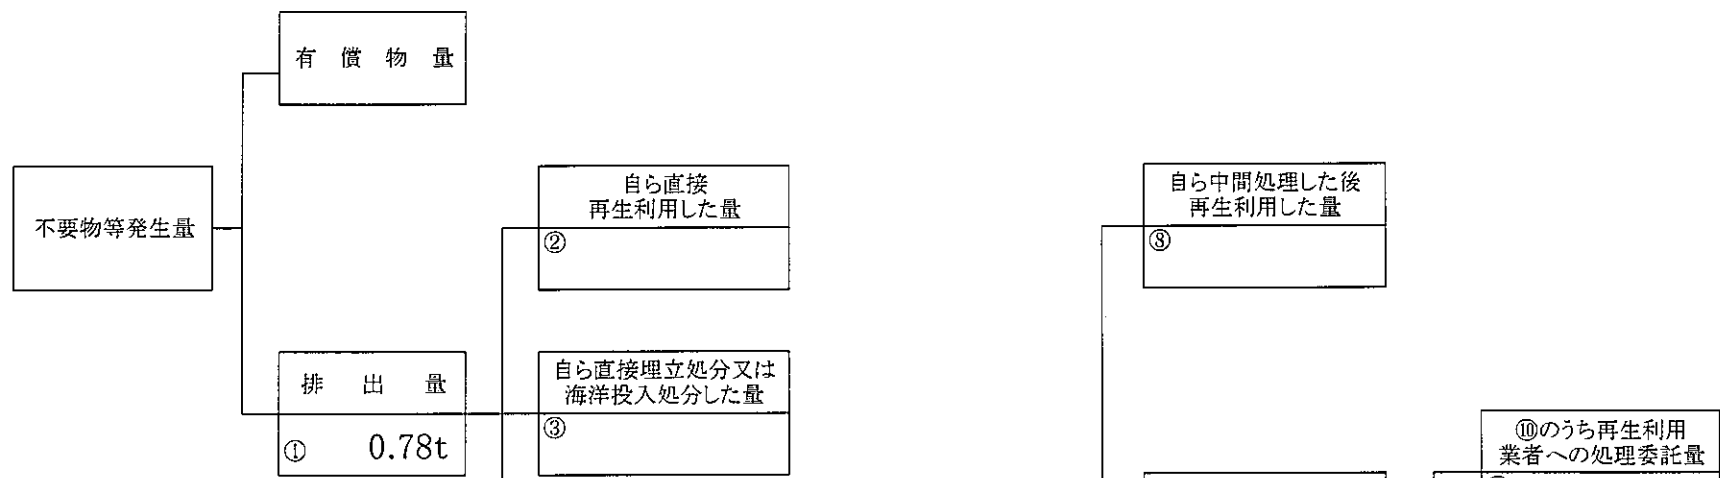 有償物量
不要物等発生量
自ら直接
再生利用した量
②
自ら中間処理した後
再生利用した量
⑧
排出量
① 0.78t
自ら直接埋立処分又は
海洋投入処分した量
③
⑩のうち再生利用
業者への処理委託量